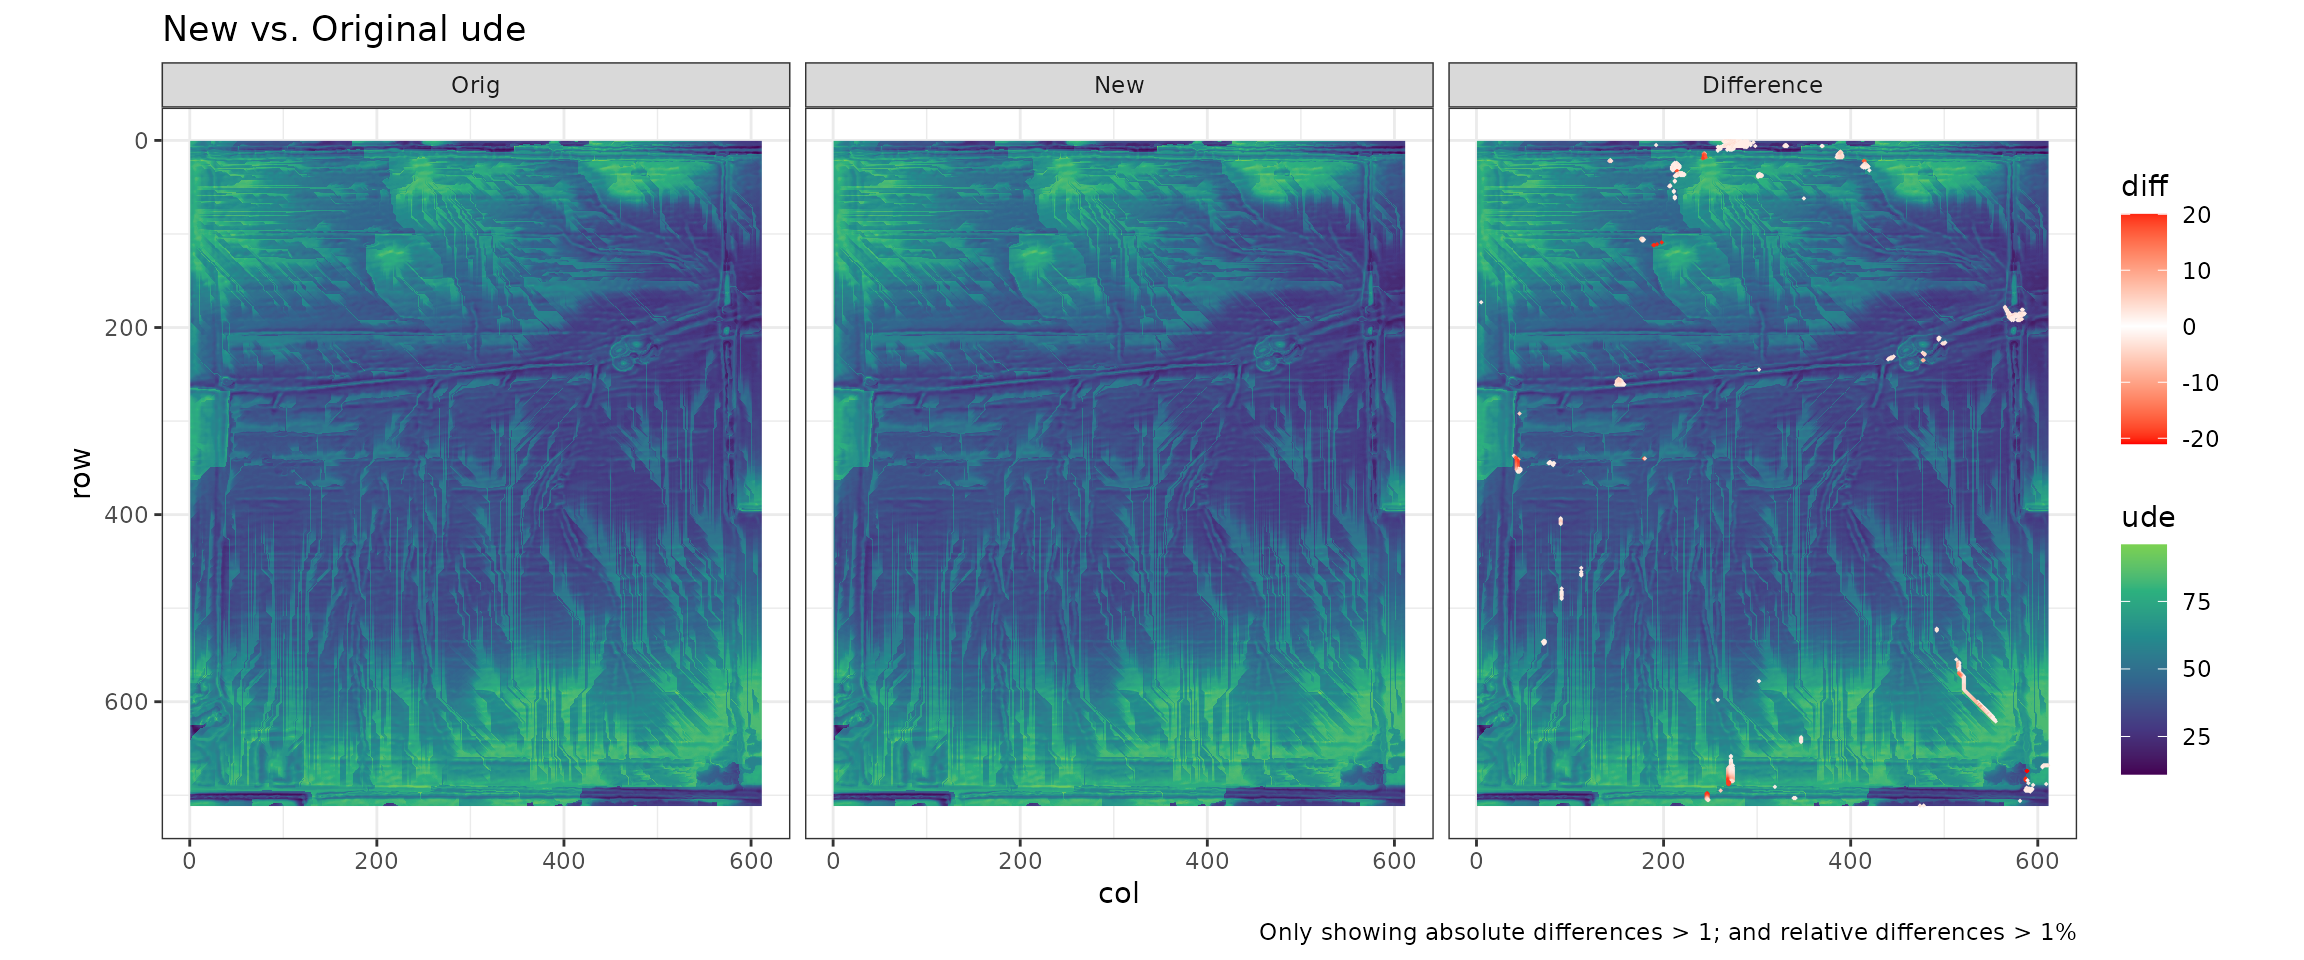 New vs. Original ude
Orig
New
Difference
0
200
400
600
row
0
200
400
600
0
200
400
600
0
200
400
600
col
diff
20
10
0
-10
-20
ude
75
50
25
Only showing absolute differences > 1; and relative differences > 1%